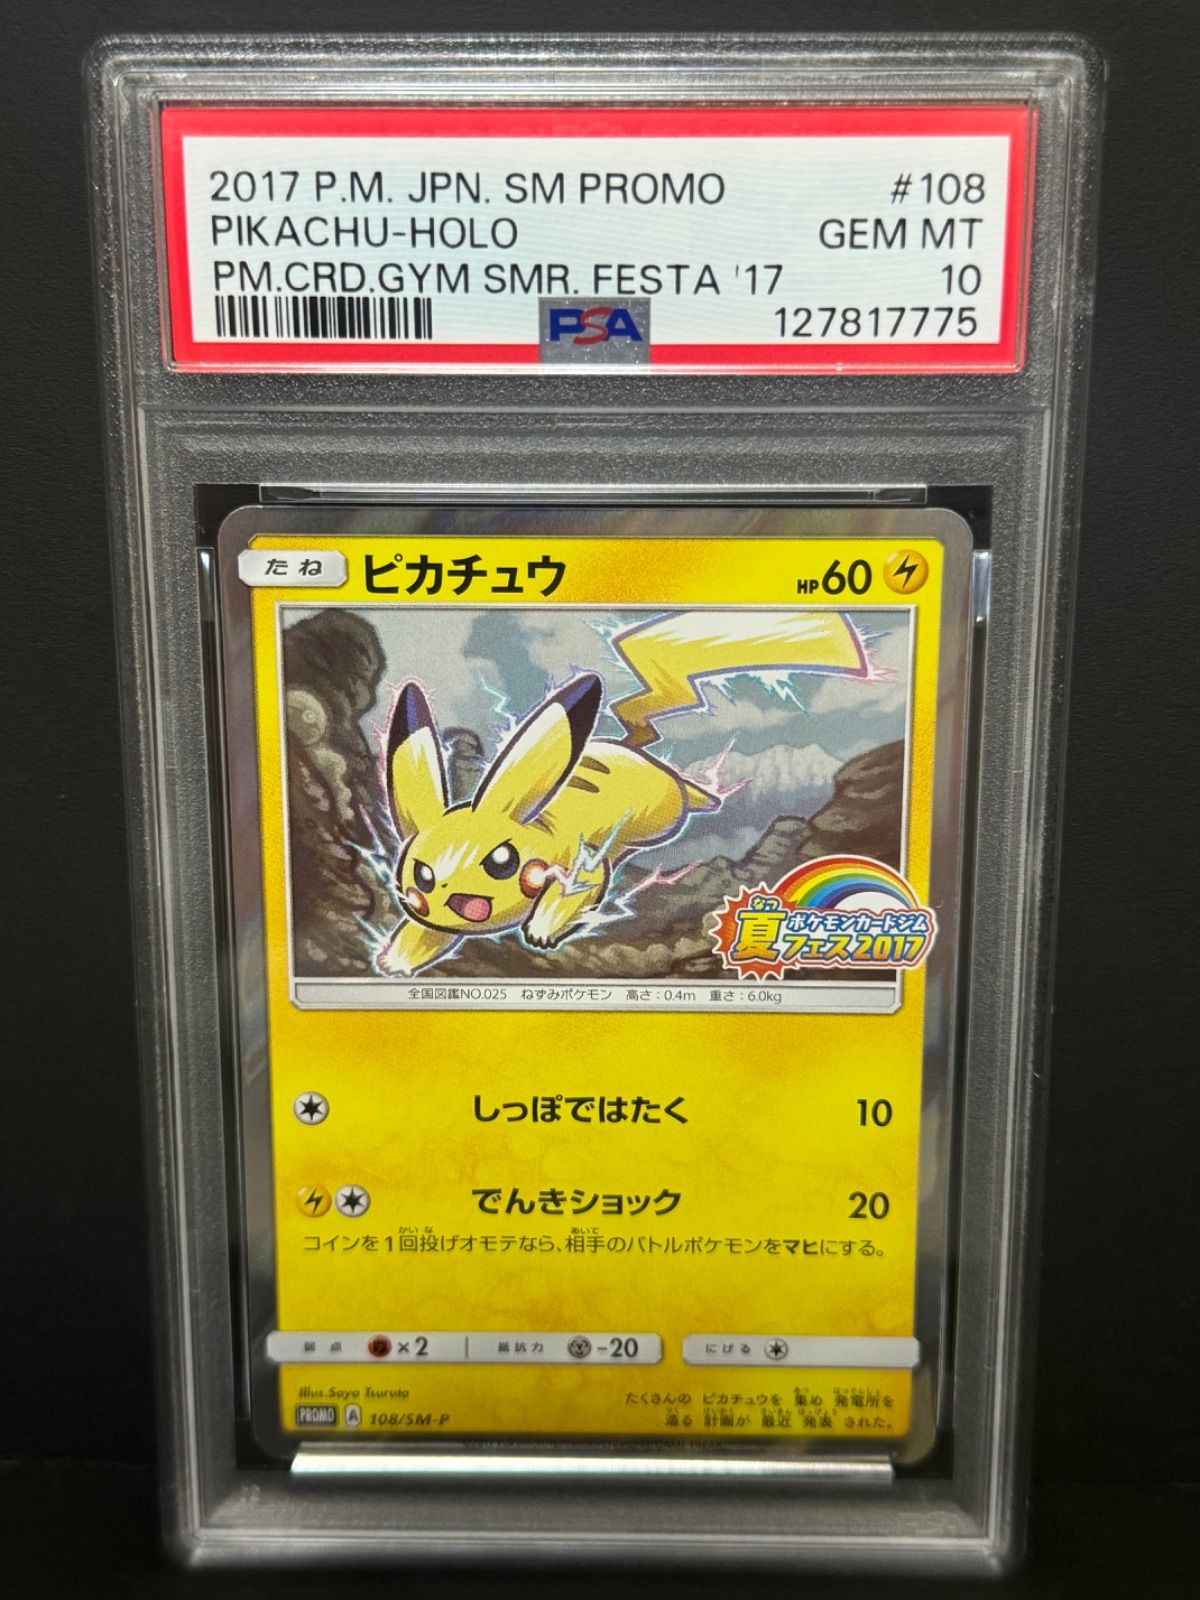 2017 P.M. JPN. SM PROMO #108
PIKACHU-HOLO GEM MT
PM.CRD.GYM SMR. FESTA '17 10
PSA 127817775
たね ピカチュウ HP60
なつ
夏 ポケモンカードジム
フェス2017
全国図鑑NO.025 ねずみポケモン 高さ:0.4m 重さ:6.0kg
しっぽではたく 10
でんきショック 20
コインを1回投げオモテなら、相手のバトルポケモンをマヒにする。
弱点 ×2 抵抗力 -20 にげる
Illus.Saya Tsuruta
たくさんの ピカチュウを 集め 発電所を
PROMO A 108/SM-P
造る 計画が 最近 発表 された。